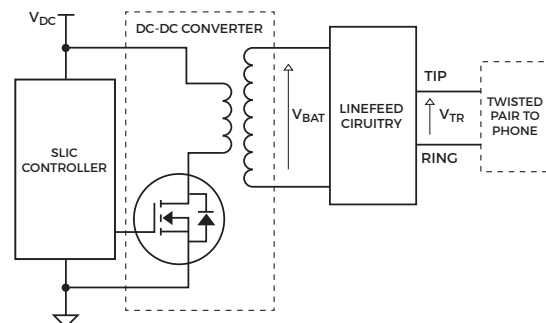 VDC
DC-DC CONVERTER
SLIC
CONTROLLER
VBAT
LINEFEED
CIRUITRY
TIP
VTR
RING
TWISTED
PAIR TO
PHONE